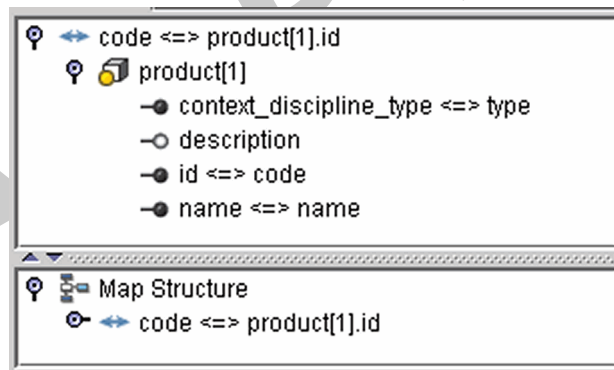 code <=> product[1].id
product[1]
context_discipline_type <=> type
description
id <=> code
name <=> name
Map Structure
code <=> product[1].id